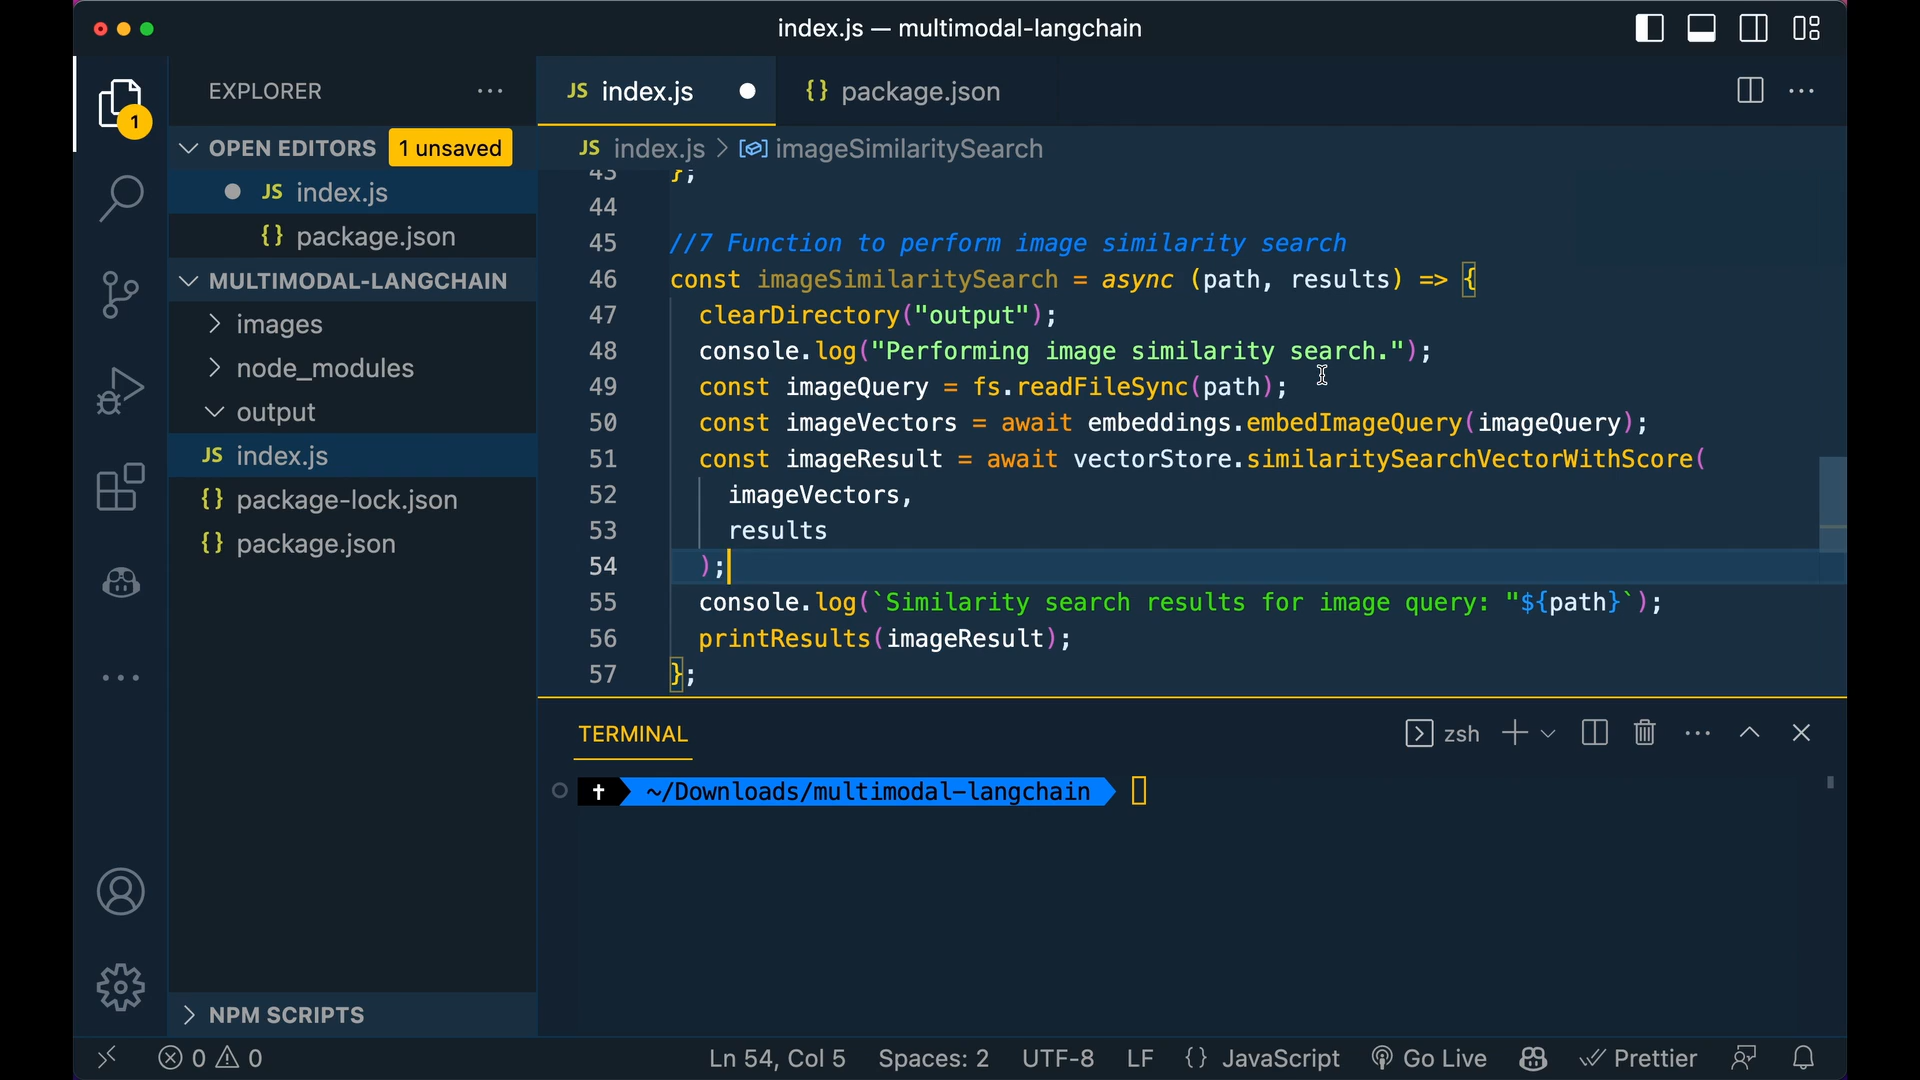 index.js — multimodal-langchain
EXPLORER
JS index.js
{} package.json
1
OPEN EDITORS 1 unsaved
JS index.js
{} package.json
MULTIMODAL-LANGCHAIN
images
node_modules
output
JS index.js
{} package-lock.json
{} package.json
NPM SCRIPTS
JS index.js > imageSimilaritySearch
43 };
44
45 //7 Function to perform image similarity search
46 const imageSimilaritySearch = async (path, results) => {
47 clearDirectory("output");
48 console.log("Performing image similarity search.");
49 const imageQuery = fs.readFileSync(path);
50 const imageVectors = await embeddings.embedImageQuery(imageQuery);
51 const imageResult = await vectorStore.similaritySearchVectorWithScore(
52 imageVectors,
53 results
54 );
55 console.log(`Similarity search results for image query: "${path}`);
56 printResults(imageResult);
57 };
TERMINAL
zsh
~/Downloads/multimodal-langchain
0 0
Ln 54, Col 5 Spaces: 2 UTF-8 LF {} JavaScript Go Live Prettier